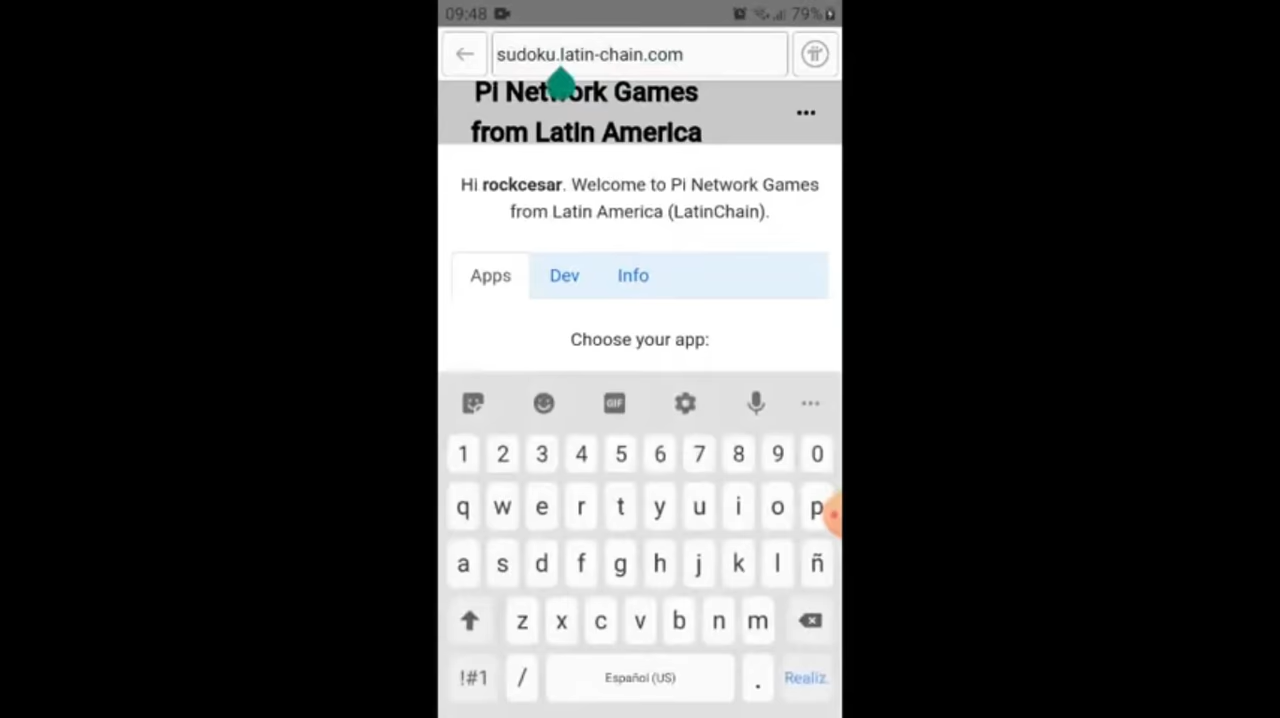 09:48 79%
sudoku.latin-chain.com
Pi Network Games
from Latin America
Hi rockcesar. Welcome to Pi Network Games
from Latin America (LatinChain).
Apps Dev Info
Choose your app:
GIF
1 2 3 4 5 6 7 8 9 0
q w e r t y u i o p
a s d f g h j k l ñ
z x c v b n m
!#1 / Español (US) . Realiz.